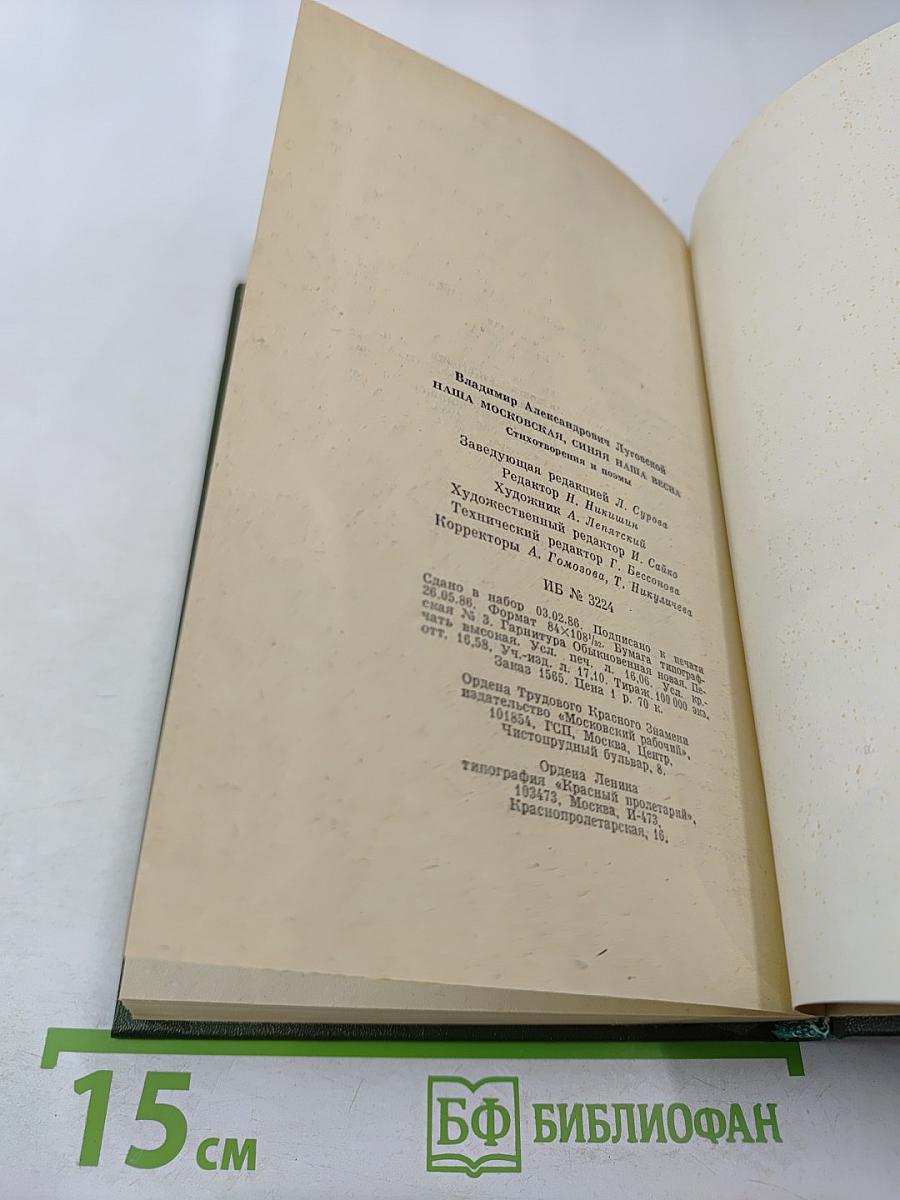 Владимир Александрович Луговской
НАША МОСКОВСКАЯ, СИНЯЯ НАША ВЕСНА
Стихотворения и поэмы
Заведующая редакцией Л. Сурова
Редактор Н. Никишин
Художник А. Лепятский
Художественный редактор И. Сайко
Технический редактор Г. Бессонова
Корректоры А. Гомозова, Т. Никуличева
ИБ № 3224
Сдано в набор 03.02.86. Подписано к печати
26.05.86. Формат 84×108¹/₃₂. Бумага типограф-
ская № 3. Гарнитура Обыкновенная новая. Пе-
чать высокая. Усл. печ. л. 16,06. Усл. кр.-
отт. 16,58. Уч.-изд. л. 17,10. Тираж 100 000 экз.
Заказ 1565. Цена 1 р. 70 к.
Ордена Трудового Красного Знамени
издательство «Московский рабочий».
101854, ГСП, Москва, Центр,
Чистопрудный бульвар, 8.
Ордена Ленина
типография «Красный пролетарий».
103473, Москва, И-473,
Краснопролетарская, 16.
15 см
БФ БИБЛИОФАН